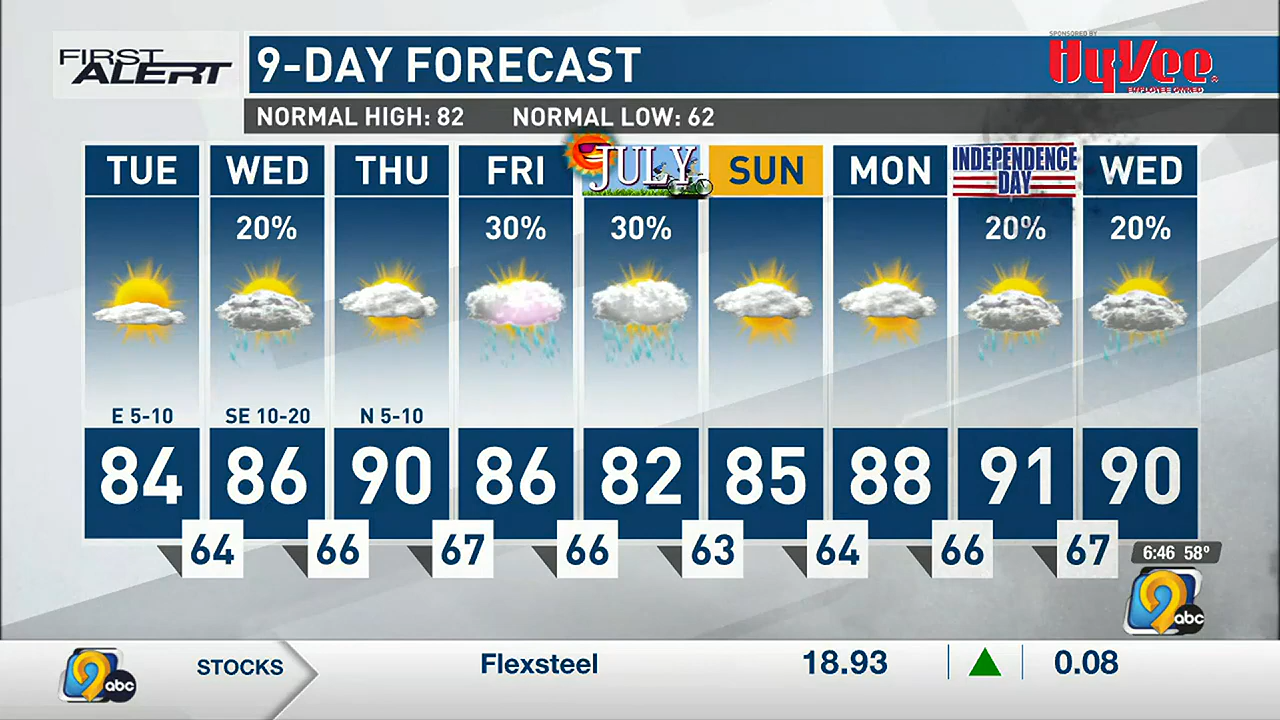 FIRST ALERT
9-DAY FORECAST
SPONSORED BY
HyVee
EMPLOYEE OWNED
NORMAL HIGH: 82 NORMAL LOW: 62
TUE WED THU FRI JULY SUN MON INDEPENDENCE DAY WED
20% 30% 30% 20% 20%
E 5-10 SE 10-20 N 5-10
84 86 90 86 82 85 88 91 90
64 66 67 66 63 64 66 67
6:46 58°
9 abc
9 abc STOCKS Flexsteel 18.93 0.08